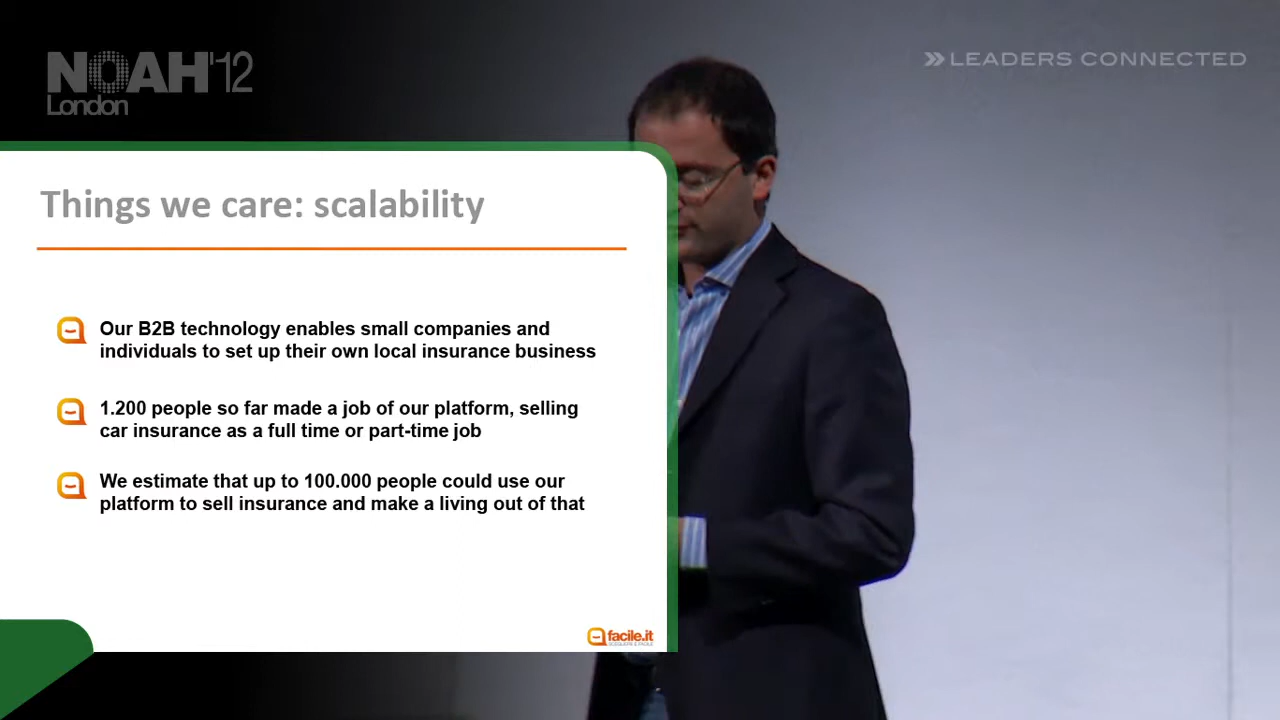 NOAH'12
London
LEADERS CONNECTED
Things we care: scalability
Our B2B technology enables small companies and
individuals to set up their own local insurance business
1.200 people so far made a job of our platform, selling
car insurance as a full time or part-time job
We estimate that up to 100.000 people could use our
platform to sell insurance and make a living out of that
facile.it